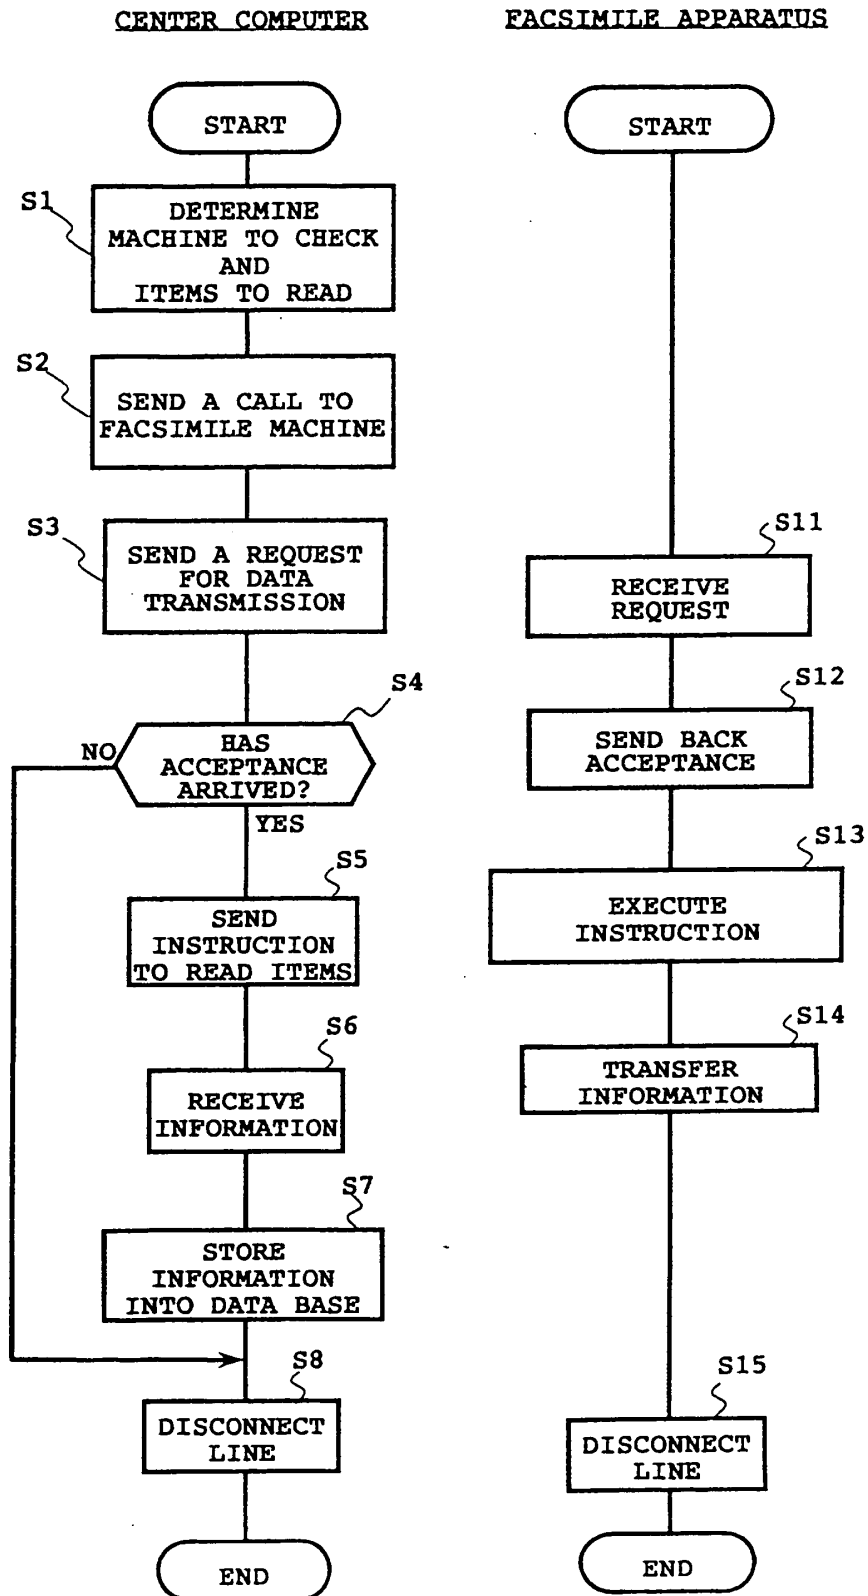 CENTER COMPUTER
START
S1
DETERMINE
MACHINE TO CHECK
AND
ITEMS TO READ
S2
SEND A CALL TO
FACSIMILE MACHINE
S3
SEND A REQUEST
FOR DATA
TRANSMISSION
S4
HAS
ACCEPTANCE
ARRIVED?
NO
YES
S5
SEND
INSTRUCTION
TO READ ITEMS
S6
RECEIVE
INFORMATION
S7
STORE
INFORMATION
INTO DATA BASE
S8
DISCONNECT
LINE
END
FACSIMILE APPARATUS
START
S11
RECEIVE
REQUEST
S12
SEND BACK
ACCEPTANCE
S13
EXECUTE
INSTRUCTION
S14
TRANSFER
INFORMATION
S15
DISCONNECT
LINE
END